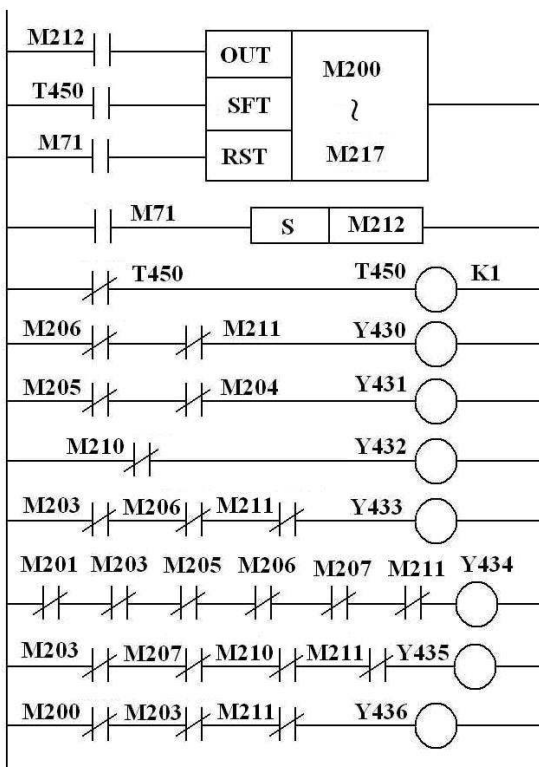 M212 OUT M200
T450 SFT ~
M71 RST M217
M71 S M212
T450 T450 K1
M206 M211 Y430
M205 M204 Y431
M210 Y432
M203 M206 M211 Y433
M201 M203 M205 M206 M207 M211 Y434
M203 M207 M210 M211 Y435
M200 M203 M211 Y436